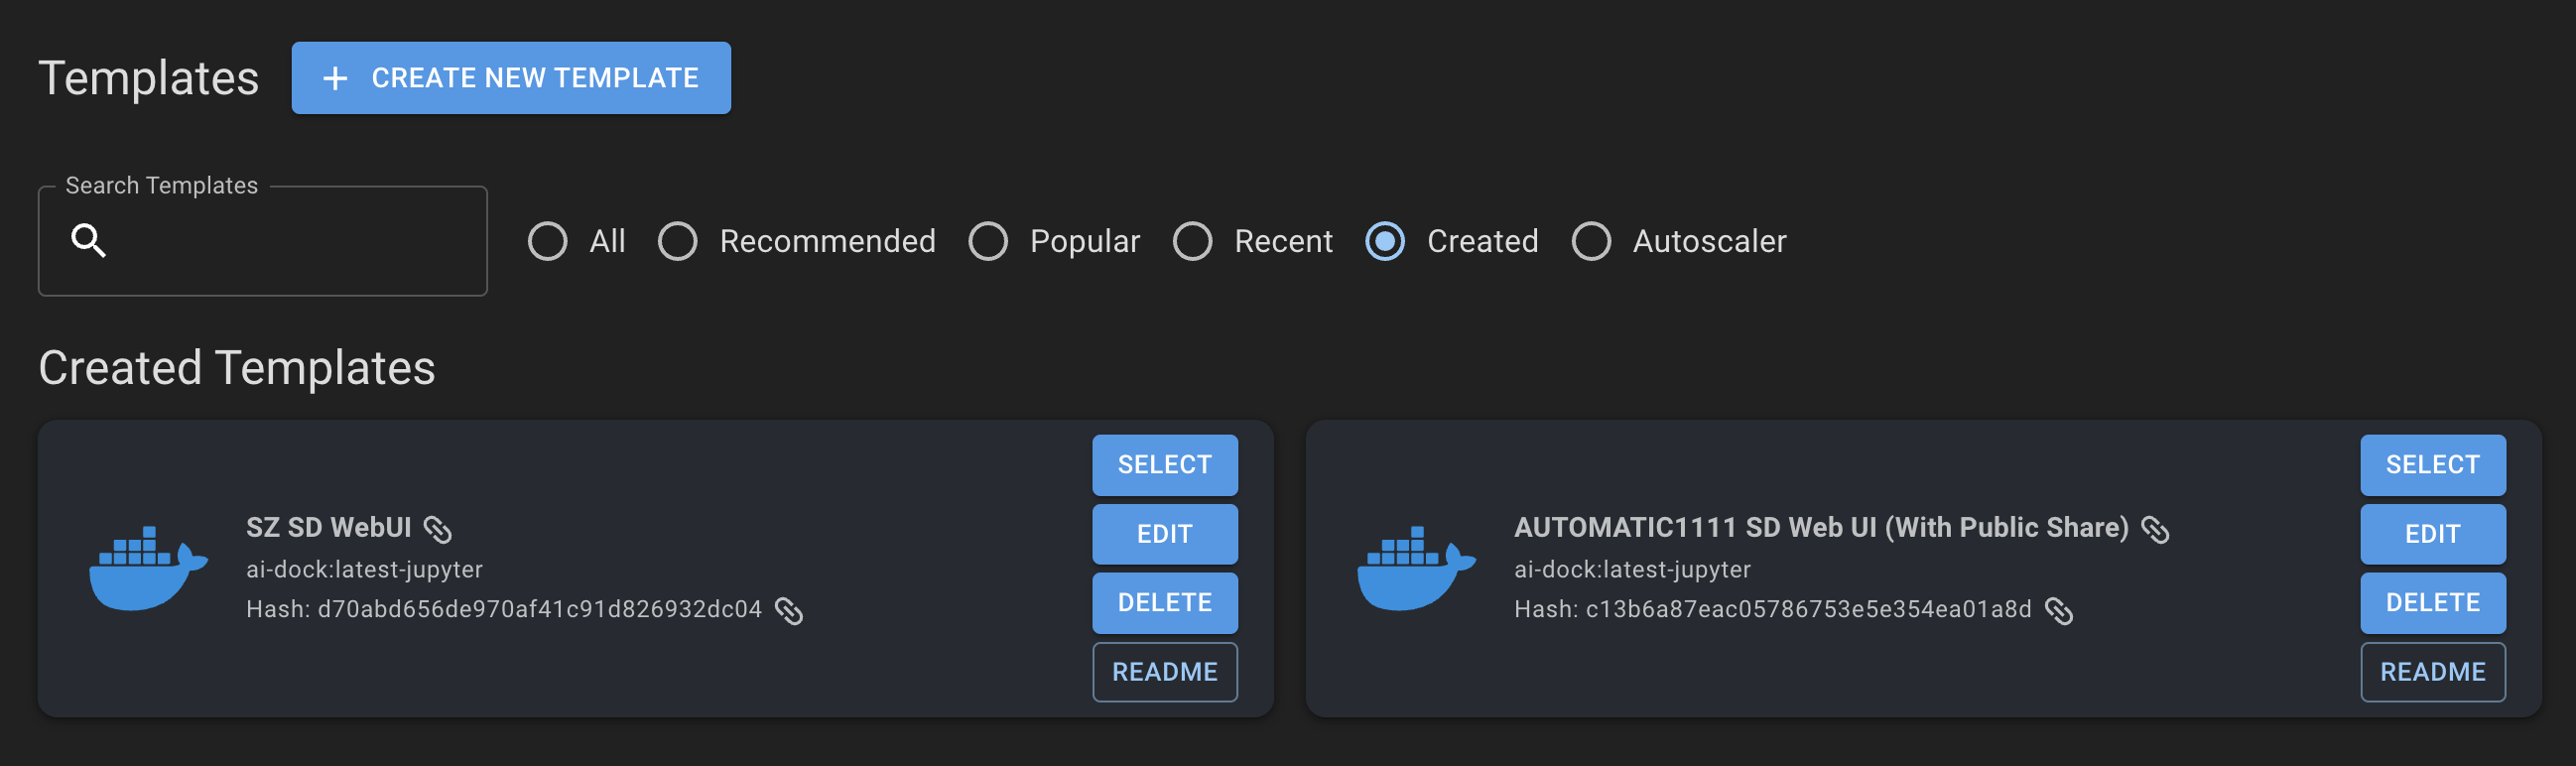 Templates
+ CREATE NEW TEMPLATE
Search Templates
All
Recommended
Popular
Recent
Created
Autoscaler
Created Templates
SZ SD WebUI
ai-dock:latest-jupyter
Hash: d70abd656de970af41c91d826932dc04
SELECT
EDIT
DELETE
README
AUTOMATIC1111 SD Web UI (With Public Share)
ai-dock:latest-jupyter
Hash: c13b6a87eac05786753e5e354ea01a8d
SELECT
EDIT
DELETE
README